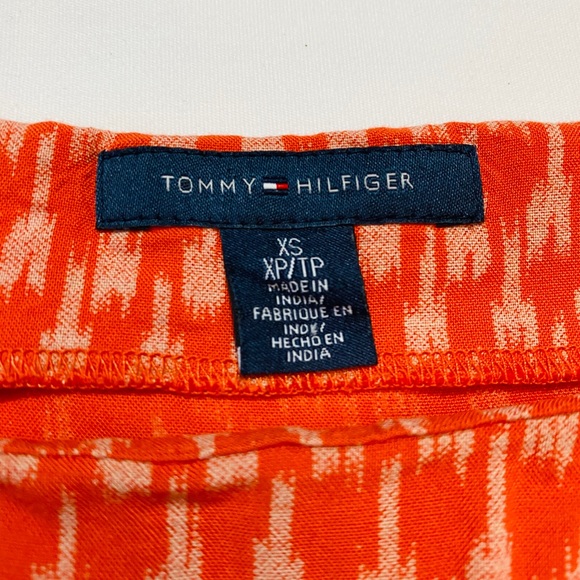 TOMMY HILFIGER
XS
XP/TP
MADE IN
INDIA/
FABRIQUE EN
INDE/
HECHO EN
INDIA